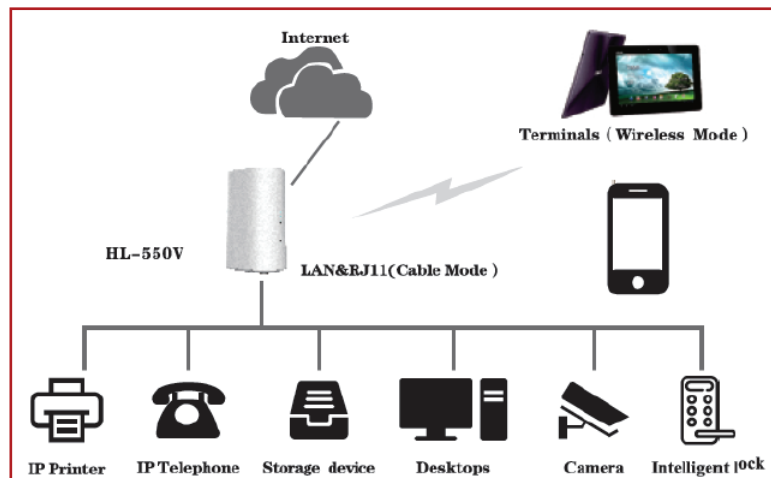 Internet
Terminals ( Wireless Mode )
HL-550V
LAN&RJ11(Cable Mode )
IP Printer
IP Telephone
Storage device
Desktops
Camera
Intelligent lock